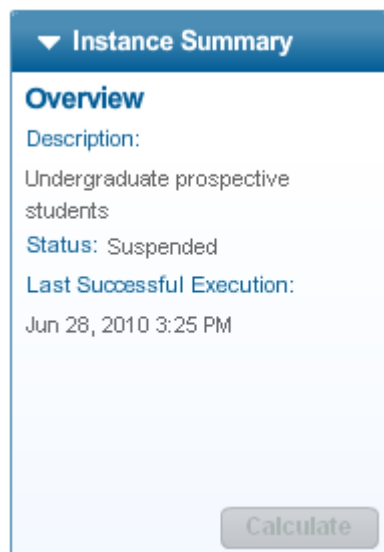 Instance Summary
Overview
Description:
Undergraduate prospective
students
Status: Suspended
Last Successful Execution:
Jun 28, 2010 3:25 PM
Calculate